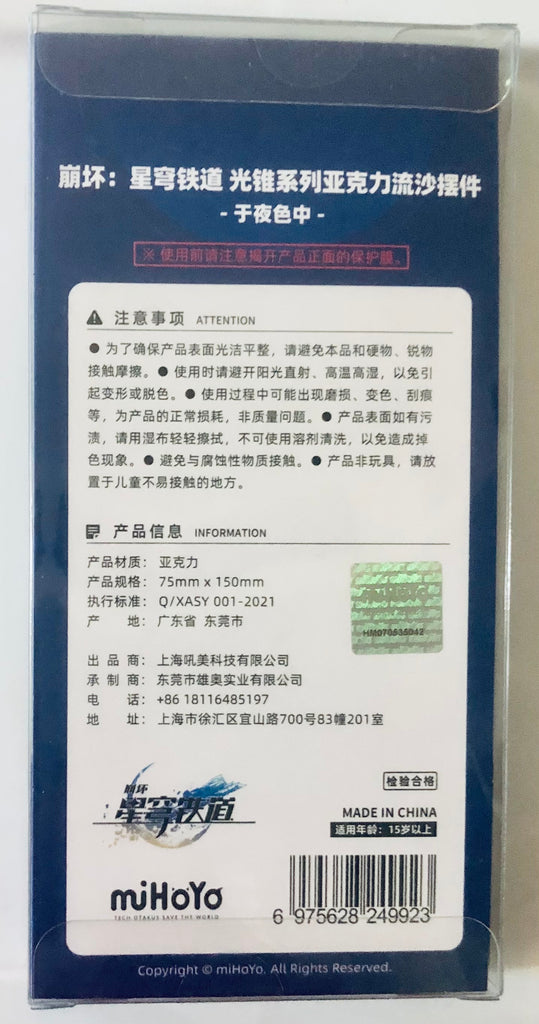 崩坏：星穹铁道 光锥系列亚克力流沙摆件
- 于夜色中 -
※ 使用前请注意揭开产品正面的保护膜。
注意事项 ATTENTION
● 为了确保产品表面光洁平整，请避免本品和硬物、锐物
接触摩擦。● 使用时请避开阳光直射、高温高湿，以免引
起变形或脱色。● 使用过程中可能出现磨损、变色、刮痕
等，为产品的正常损耗，非质量问题。● 产品表面如有污
渍，请用湿布轻轻擦拭，不可使用溶剂清洗，以免造成掉
色现象。● 避免与腐蚀性物质接触。● 产品非玩具，请放
置于儿童不易接触的地方。
产品信息 INFORMATION
产品材质： 亚克力
产品规格： 75mm x 150mm
执行标准： Q/XASY 001-2021
产 地： 广东省 东莞市
HM070535042
出 品 商： 上海吼美科技有限公司
承 制 商： 东莞市雄奥实业有限公司
电 话： +86 18116485197
地 址： 上海市徐汇区宜山路700号83幢201室
崩坏
星穹铁道
检验合格
MADE IN CHINA
适用年龄：15岁以上
miHoYo
TECH OTAKUS SAVE THE WORLD
6 975628 249923
Copyright © miHoYo. All Rights Reserved.